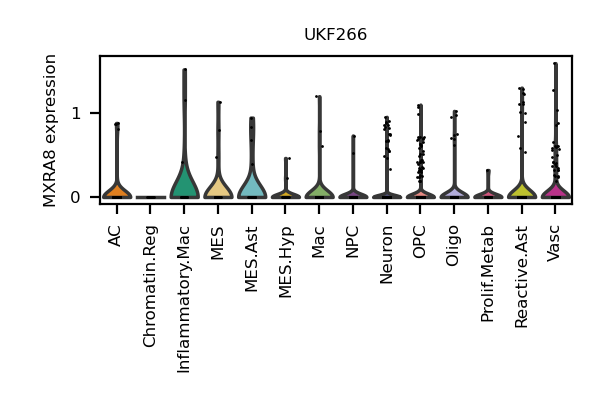 UKF266
MXRA8 expression
1
0
AC
Chromatin.Reg
Inflammatory.Mac
MES
MES.Ast
MES.Hyp
Mac
NPC
Neuron
OPC
Oligo
Prolif.Metab
Reactive.Ast
Vasc